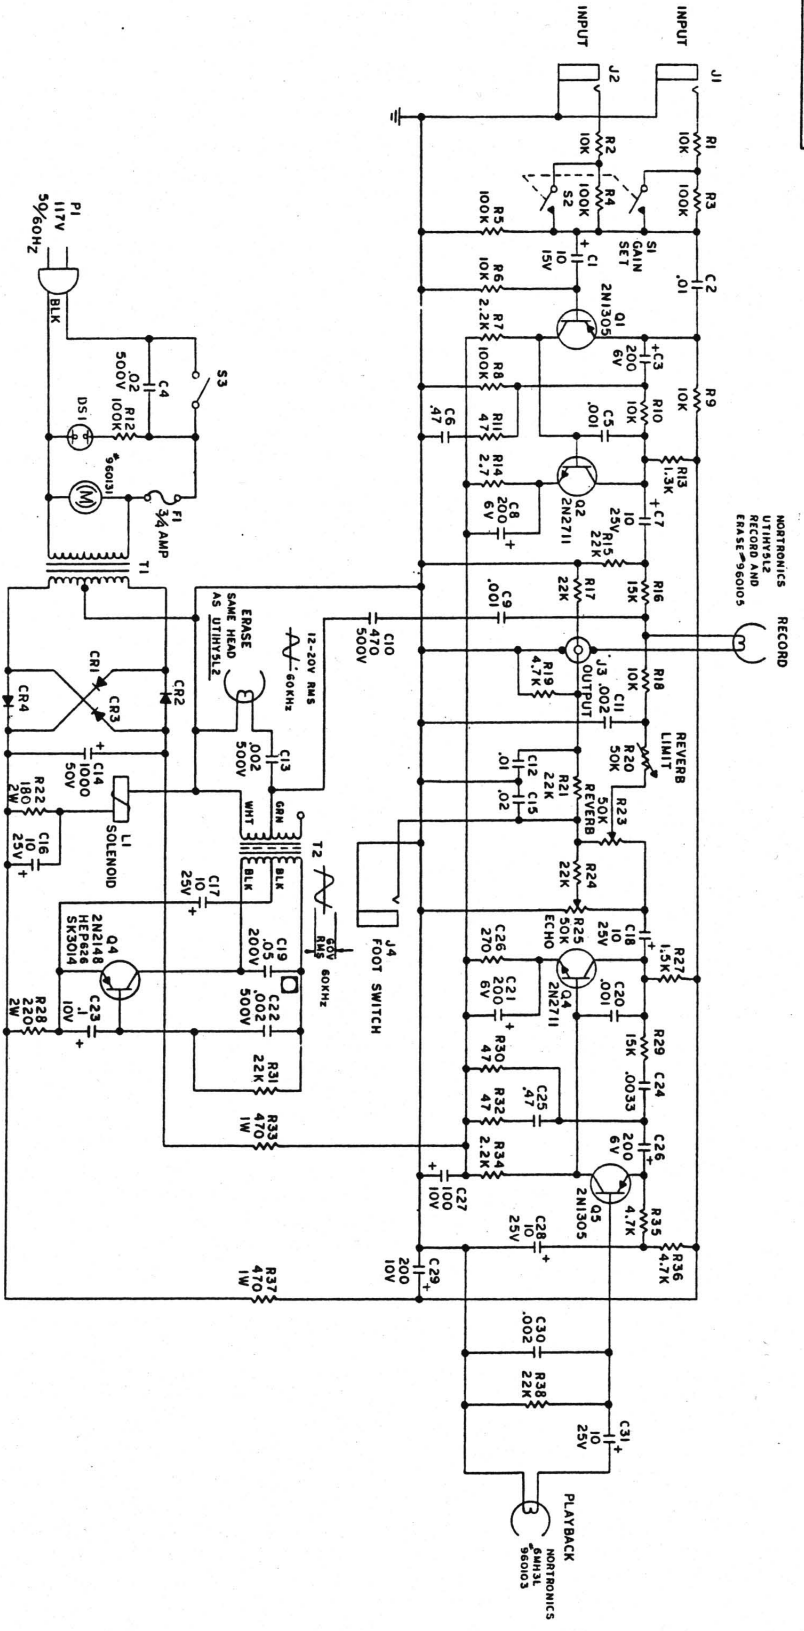 INPUT
INPUT
J1
J2
R1
10K
R2
10K
R3
100K
R4
100K
S2
S1
GAIN
SET
R5
100K
C1
10
15V
C2
.01
R6
10K
Q1
2N1305
R7
2.2K
+C3
200
6V
R8
100K
R9
10K
R10
10K
C5
.001
R11
47
C6
.47
R13
1.3K
R14
2.7
Q2
2N2711
C7
10
25V
C8
200
6V
R15
22K
R16
15K
R17
22K
C9
.001
NORTRONICS
UT1HY5L2
RECORD AND
ERASE #960105
RECORD
R18
10K
J3
OUTPUT
R19
4.7K
C10
470
500V
C11
.002
REVERB
LIMIT
R20
50K
C12
.01
R21
22K
C15
.02
REVERB
R23
50K
R24
22K
R25
50K
ECHO
C18
10
25V
R27
1.5K
C26
270
Q4
2N2711
C21
200
6V
C20
.001
R29
15K
C24
.0033
R30
47
R32
47
C25
.47
C26
200
6V
R34
2.2K
Q5
2N1305
R35
4.7K
R36
4.7K
C27
100
10V
C28
10
25V
C29
200
10V
C30
.002
R38
22K
C31
10
25V
PLAYBACK
NORTRONICS
#6MH3L
960103
J4
FOOT SWITCH
P1
117V
50/60HZ
BLK
S3
C4
.02
500V
R12
100K
DS1
#960131
M
F1
3/4 AMP
T1
CR1
CR2
CR3
CR4
C14
1000
50V
ERASE
SAME HEAD
AS UT1HY5L2
12-20V RMS
60KHz
C13
.002
500V
GRN
WHT
T2
BLK
BLK
60V
RMS
60KHz
L1
SOLENOID
R22
180
2W
C16
10
25V
C17
10
25V
C19
.05
200V
C22
.002
500V
Q4
2N2148
HEP628
SK3014
C23
.1
10V
R28
220
2W
R31
22K
R33
470
1W
R37
470
1W